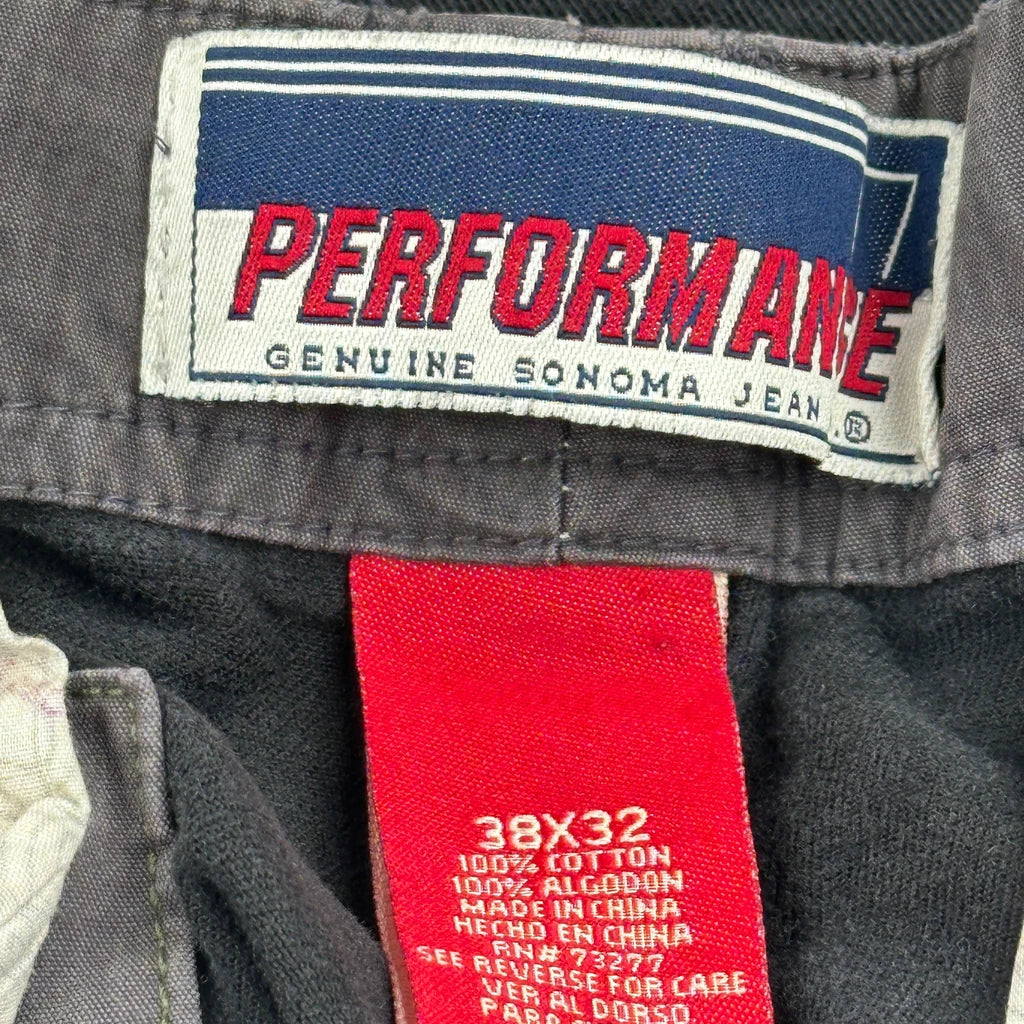 PERFORMANCE
GENUINE SONOMA JEAN .®
38X32
100% COTTON
100% ALGODON
MADE IN CHINA
HECHO EN CHINA
RN# 73277
SEE REVERSE FOR CARE
VER AL DORSO
PARA